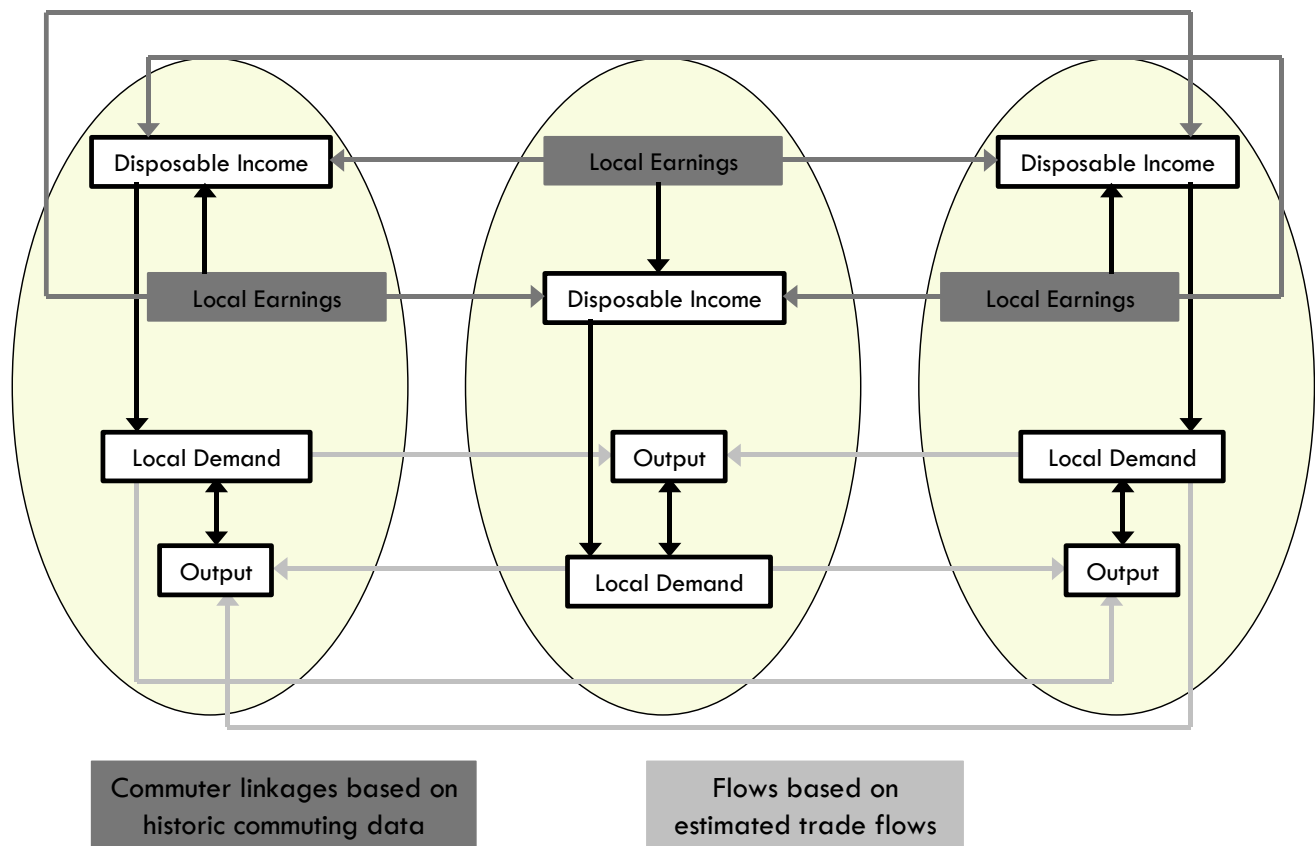 Disposable Income
Local Earnings
Disposable Income
Local Earnings
Disposable Income
Local Earnings
Local Demand
Output
Local Demand
Output
Local Demand
Output
Commuter linkages based on
historic commuting data
Flows based on
estimated trade flows